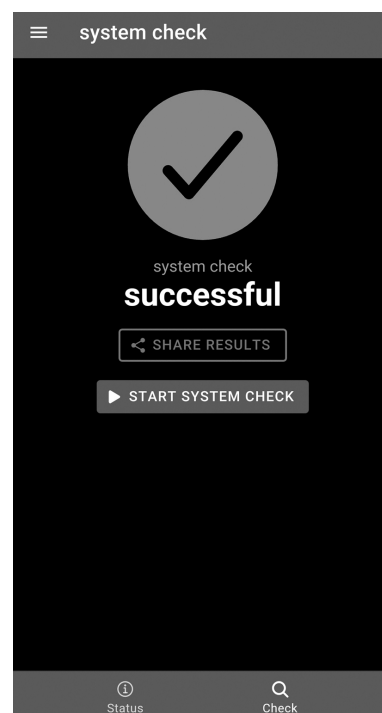 system check
system check
successful
SHARE RESULTS
START SYSTEM CHECK
Status
Check